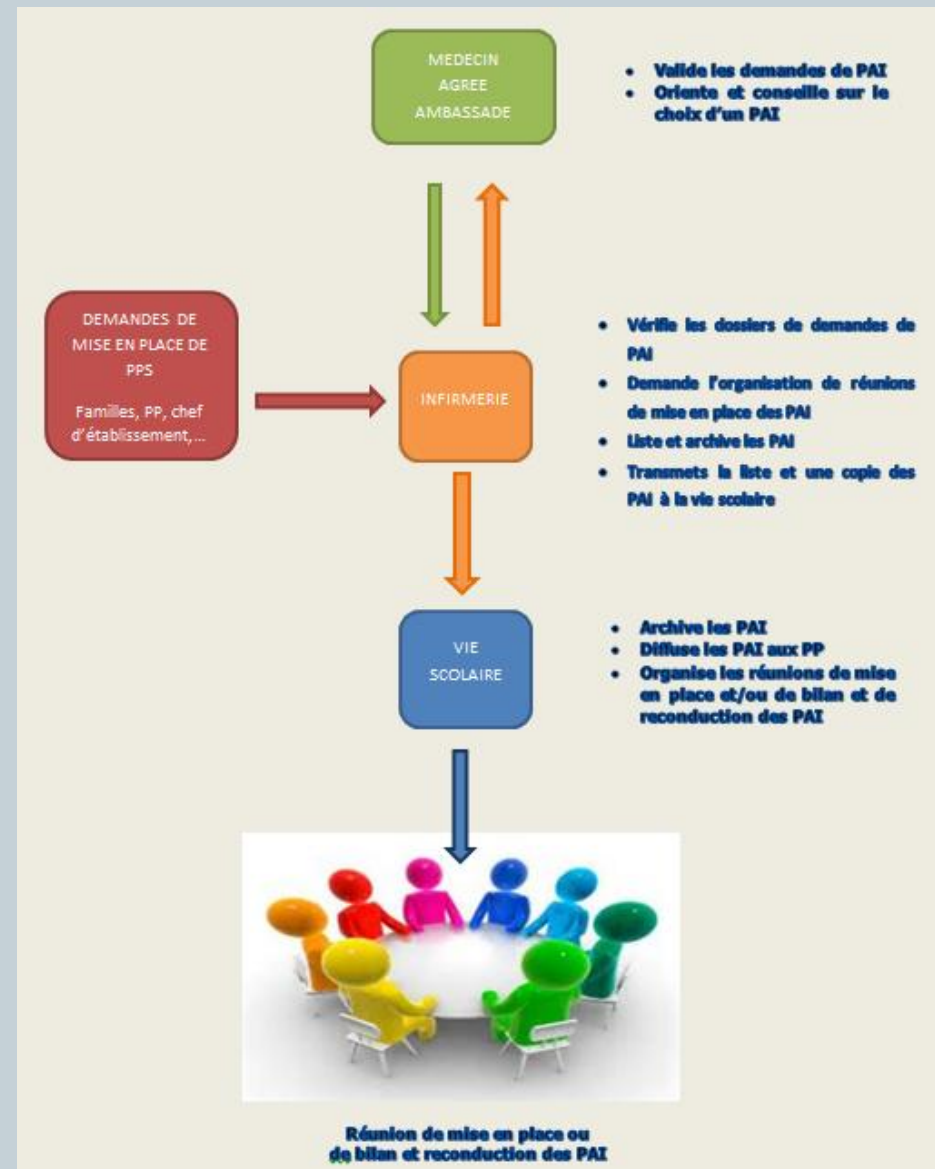 MEDECIN
AGREE
AMBASSADE
• Valide les demandes de PAI
• Oriente et conseille sur le
choix d'un PAI
DEMANDES DE
MISE EN PLACE DE
PPS
Familles, PP, chef
d'établissement,...
INFIRMERIE
• Vérifie les dossiers de demandes de
PAI
• Demande l'organisation de réunions
de mise en place des PAI
• Liste et archive les PAI
• Transmets la liste et une copie des
PAI à la vie scolaire
VIE
SCOLAIRE
• Archive les PAI
• Diffuse les PAI aux PP
• Organise les réunions de mise
en place et/ou de bilan et de
reconduction des PAI
Réunion de mise en place ou
de bilan et reconduction des PAI